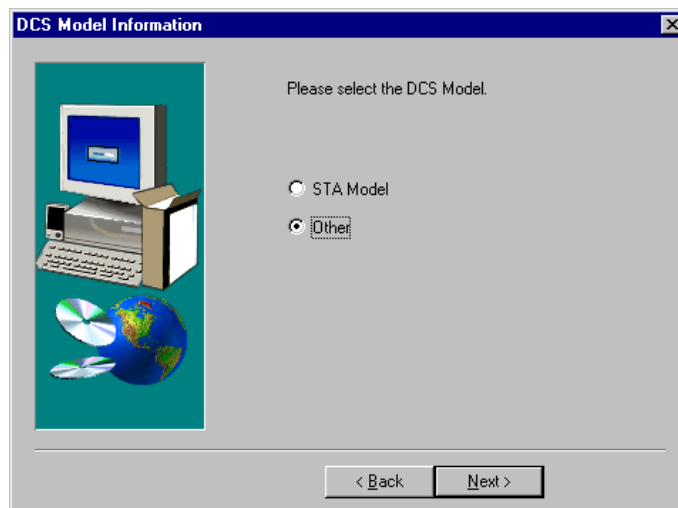 DCS Model Information
Please select the DCS Model.
STA Model
Other
< Back
Next >